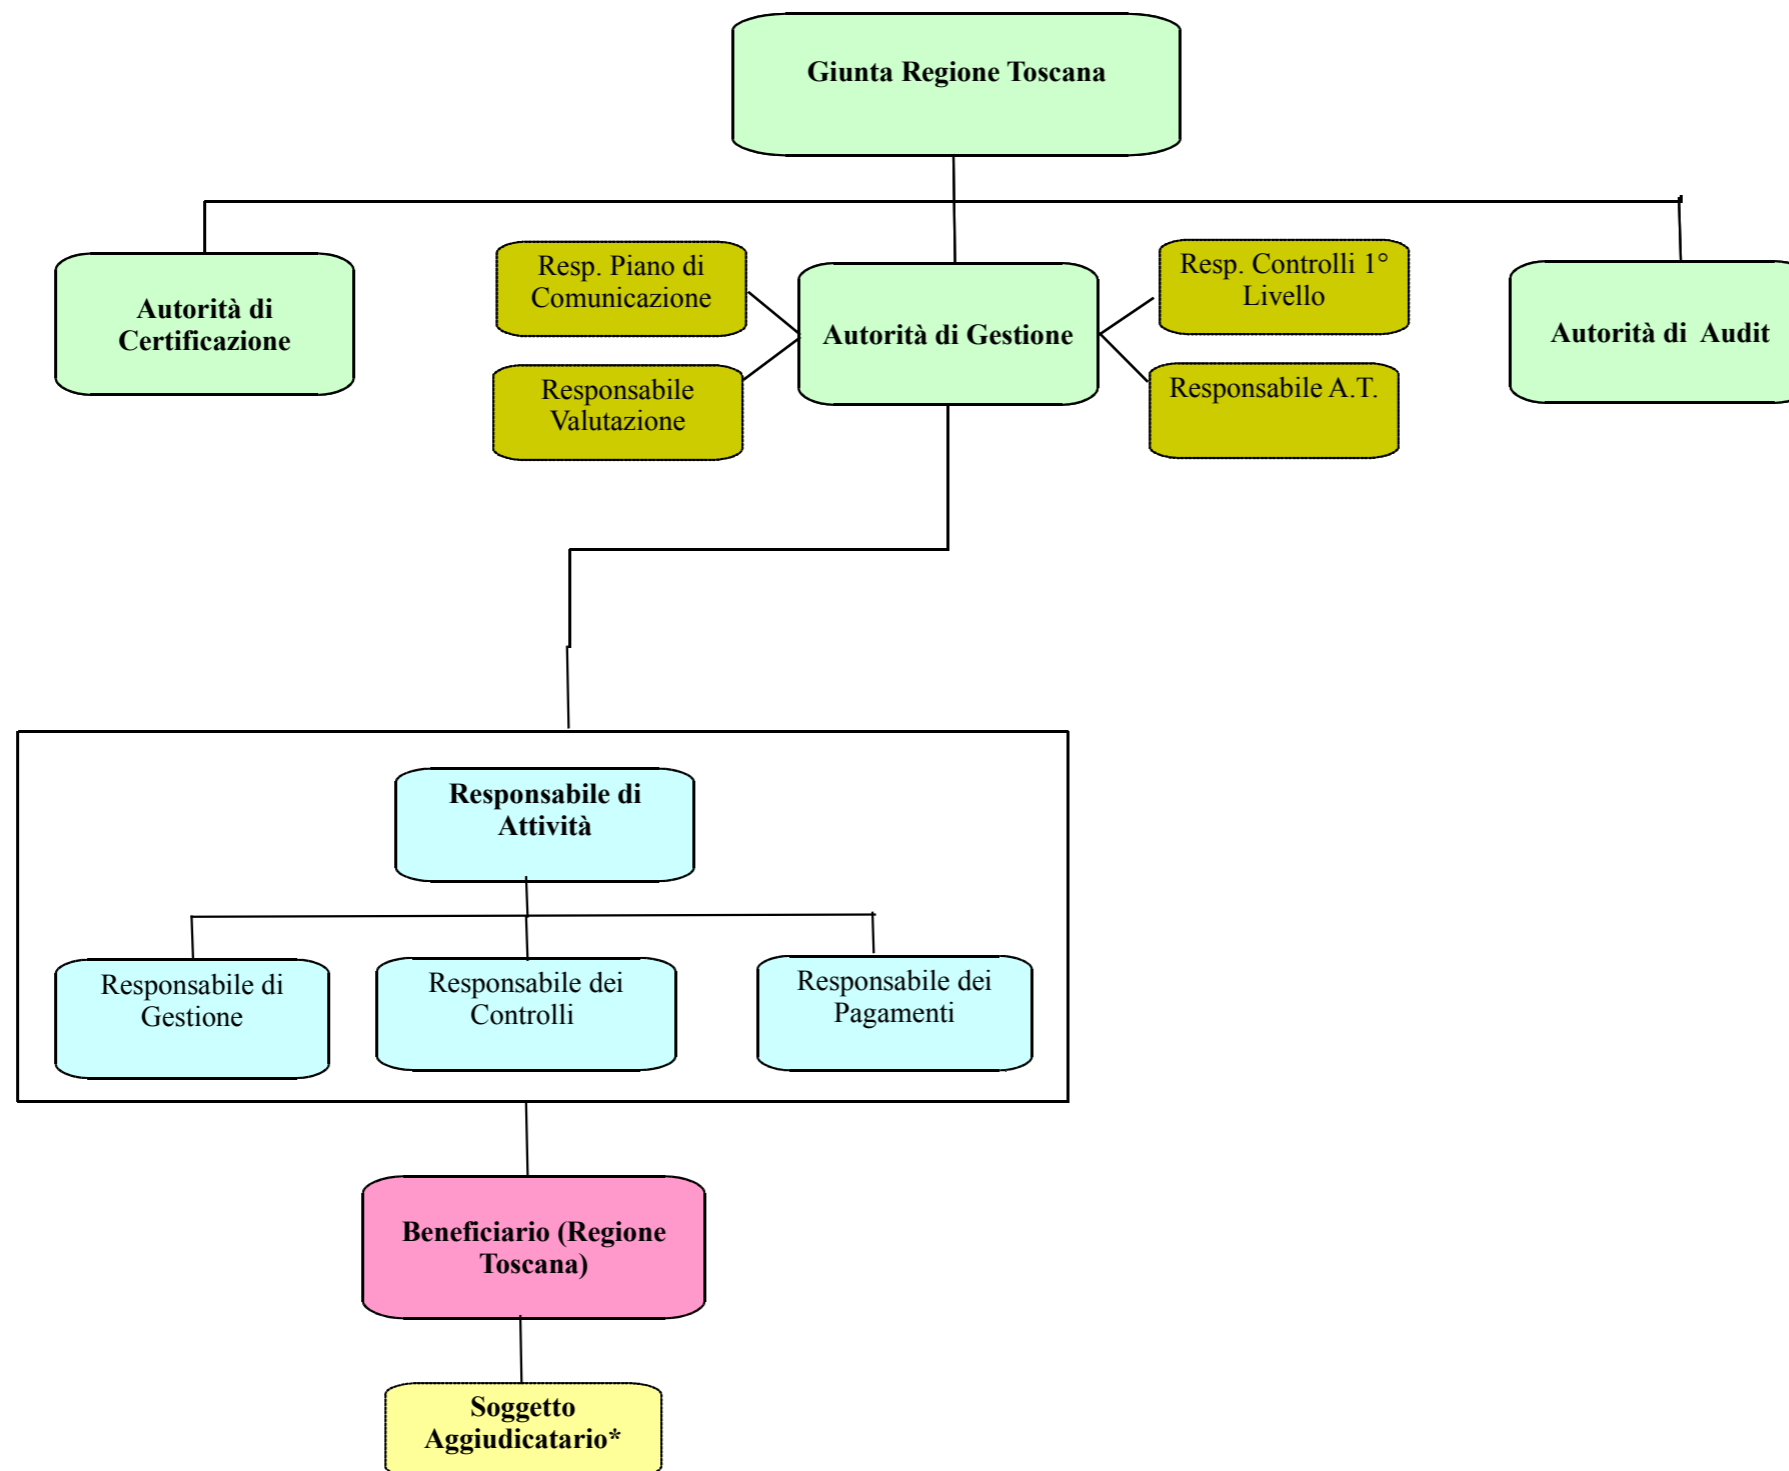 Giunta Regione Toscana
Autorità di
Certificazione
Resp. Piano di
Comunicazione
Responsabile
Valutazione
Autorità di Gestione
Resp. Controlli 1°
Livello
Responsabile A.T.
Autorità di  Audit
Responsabile di
Attività
Responsabile di
Gestione
Responsabile dei
Controlli
Responsabile dei
Pagamenti
Beneficiario (Regione
Toscana)
Soggetto
Aggiudicatario*